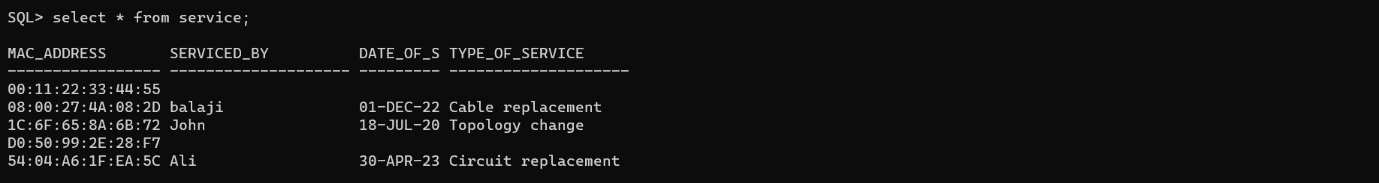 SQL> select * from service;
MAC_ADDRESS       SERVICED_BY          DATE_OF_S TYPE_OF_SERVICE
----------------- -------------------- --------- --------------------
00:11:22:33:44:55
08:00:27:4A:08:2D balaji               01-DEC-22 Cable replacement
1C:6F:65:8A:6B:72 John                 18-JUL-20 Topology change
D0:50:99:2E:28:F7
54:04:A6:1F:EA:5C Ali                  30-APR-23 Circuit replacement